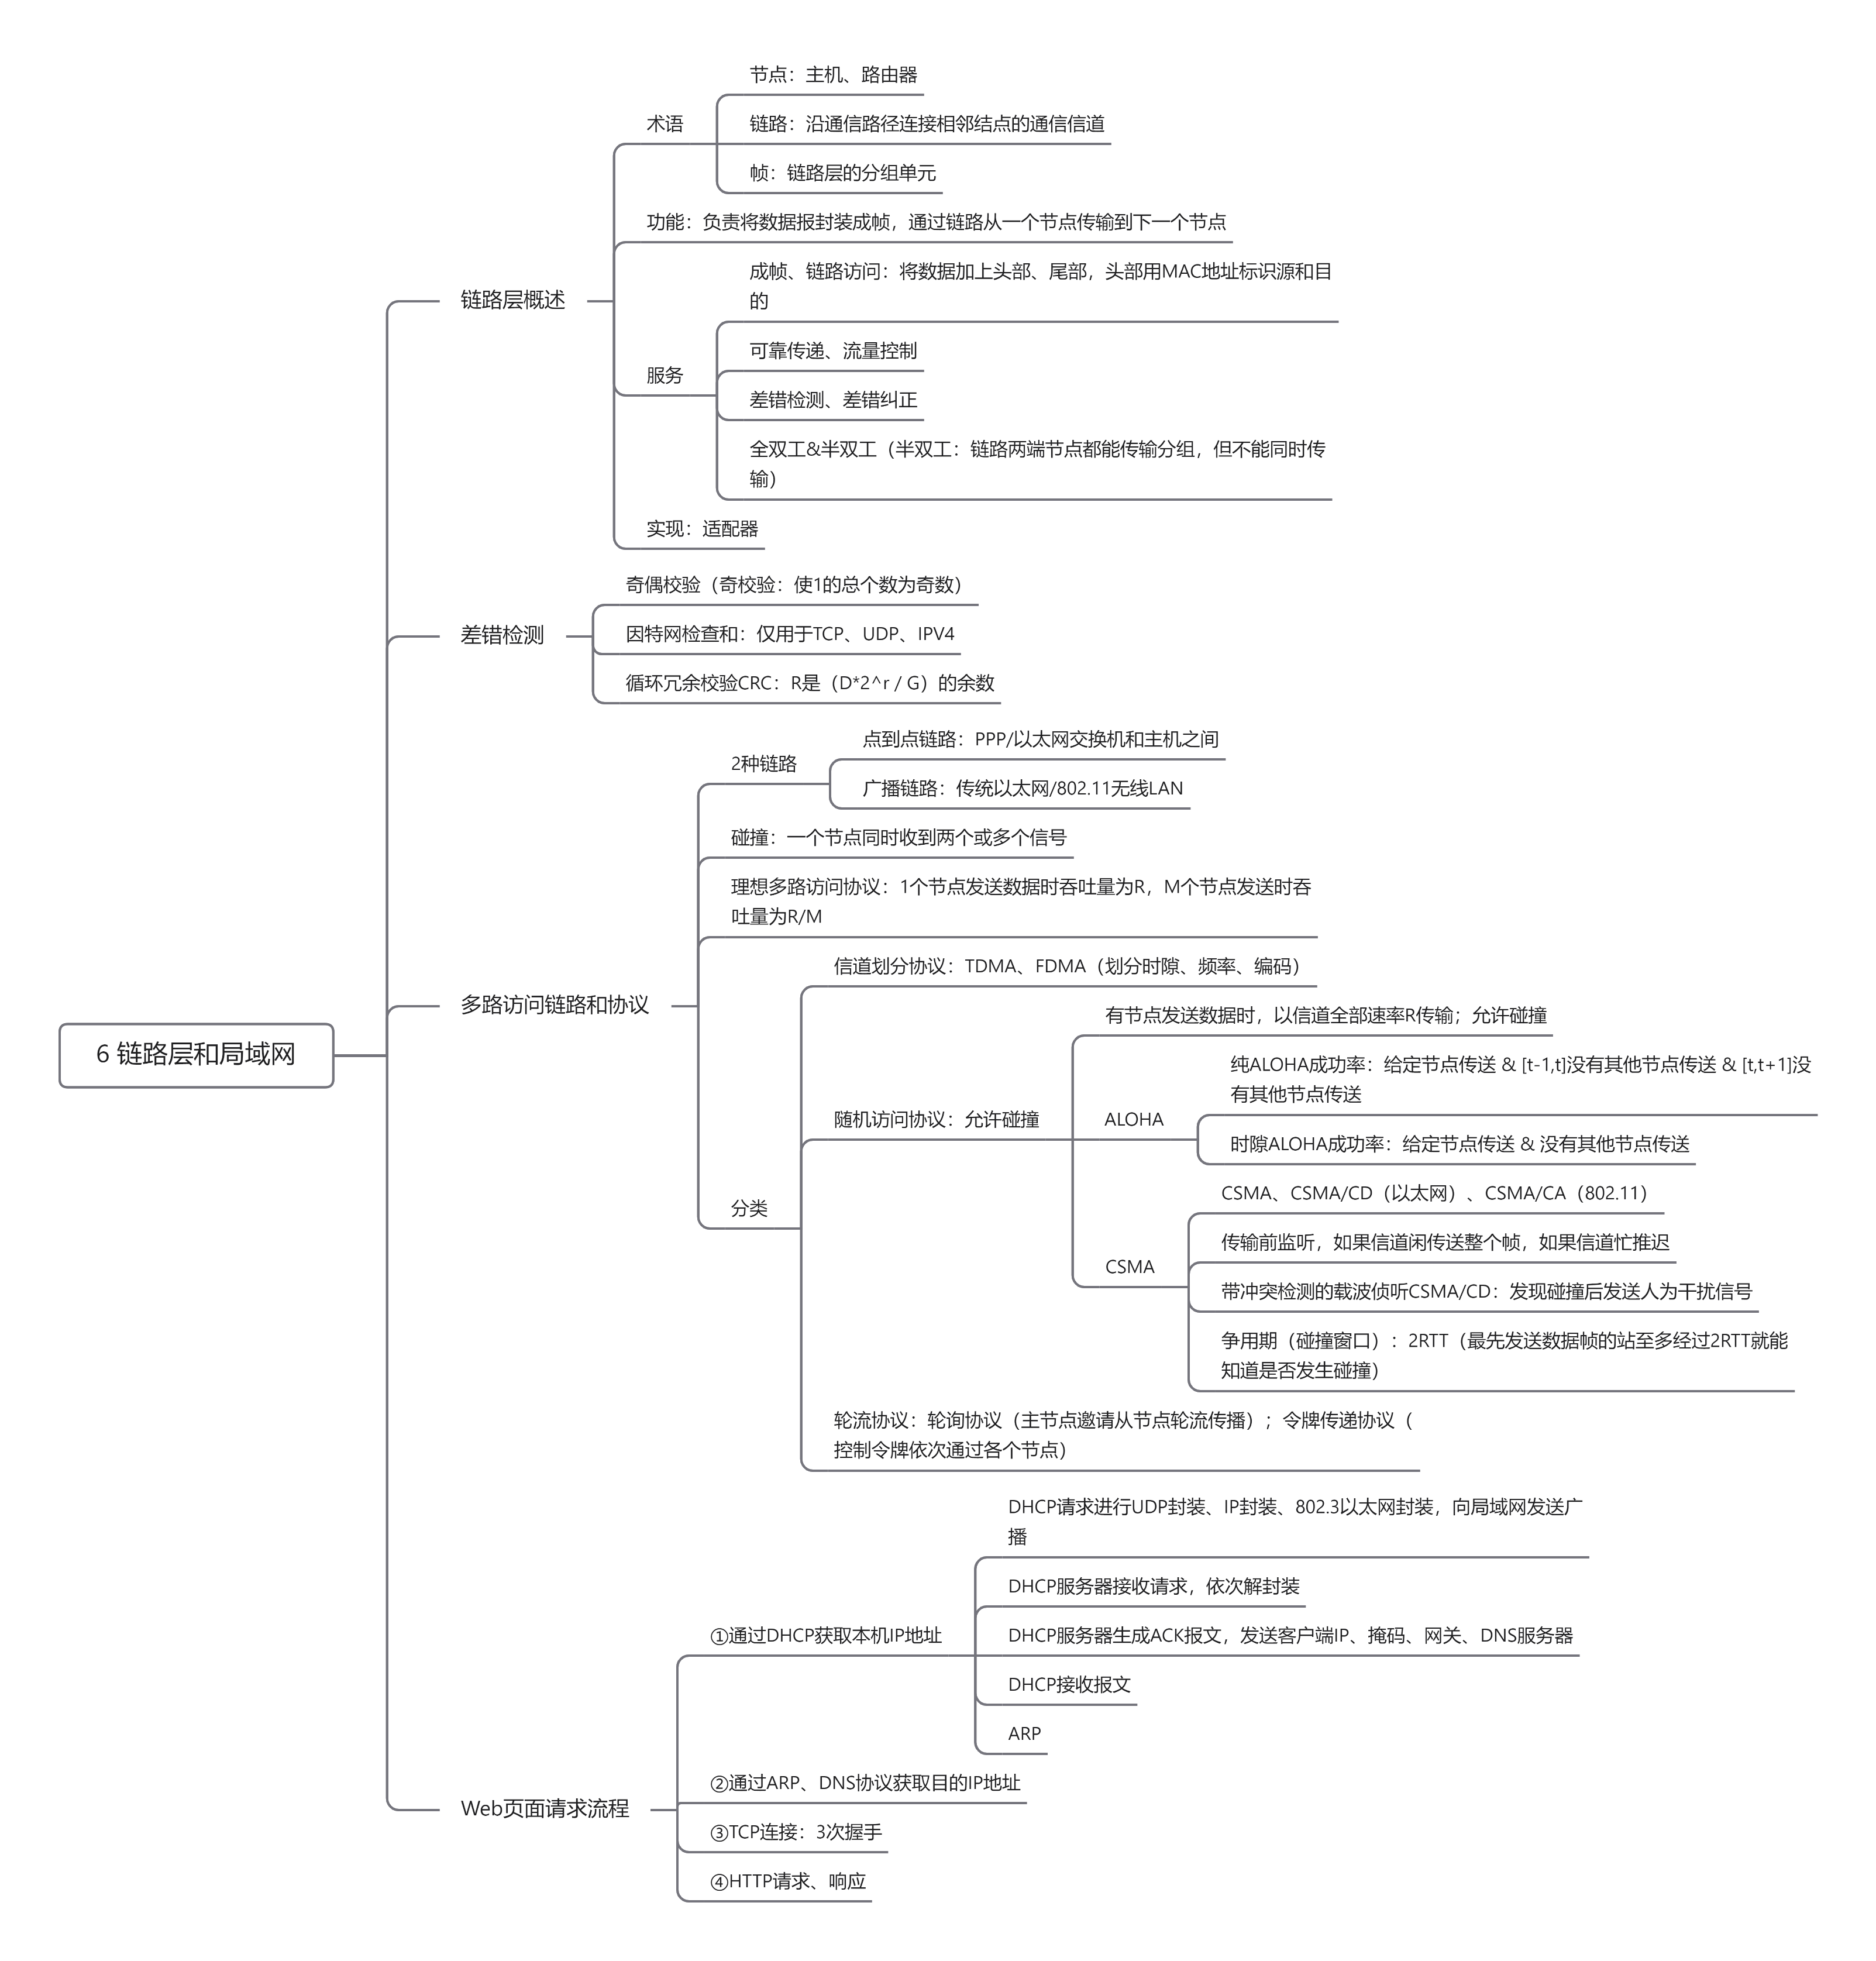 6 链路层和局域网
链路层概述
术语
节点：主机、路由器
链路：沿通信路径连接相邻结点的通信信道
帧：链路层的分组单元
功能：负责将数据报封装成帧，通过链路从一个节点传输到下一个节点
服务
成帧、链路访问：将数据加上头部、尾部，头部用MAC地址标识源和目
的
可靠传递、流量控制
差错检测、差错纠正
全双工&半双工（半双工：链路两端节点都能传输分组，但不能同时传
输）
实现：适配器
差错检测
奇偶校验（奇校验：使1的总个数为奇数）
因特网检查和：仅用于TCP、UDP、IPV4
循环冗余校验CRC：R是（D*2^r / G）的余数
多路访问链路和协议
2种链路
点到点链路：PPP/以太网交换机和主机之间
广播链路：传统以太网/802.11无线LAN
碰撞：一个节点同时收到两个或多个信号
理想多路访问协议：1个节点发送数据时吞吐量为R，M个节点发送时吞
吐量为R/M
分类
信道划分协议：TDMA、FDMA（划分时隙、频率、编码）
随机访问协议：允许碰撞
有节点发送数据时，以信道全部速率R传输；允许碰撞
ALOHA
纯ALOHA成功率：给定节点传送 & [t-1,t]没有其他节点传送 & [t,t+1]没
有其他节点传送
时隙ALOHA成功率：给定节点传送 & 没有其他节点传送
CSMA
CSMA、CSMA/CD（以太网）、CSMA/CA（802.11）
传输前监听，如果信道闲传送整个帧，如果信道忙推迟
带冲突检测的载波侦听CSMA/CD：发现碰撞后发送人为干扰信号
争用期（碰撞窗口）：2RTT（最先发送数据帧的站至多经过2RTT就能
知道是否发生碰撞）
轮流协议：轮询协议（主节点邀请从节点轮流传播）；令牌传递协议（
控制令牌依次通过各个节点）
Web页面请求流程
①通过DHCP获取本机IP地址
DHCP请求进行UDP封装、IP封装、802.3以太网封装，向局域网发送广
播
DHCP服务器接收请求，依次解封装
DHCP服务器生成ACK报文，发送客户端IP、掩码、网关、DNS服务器
DHCP接收报文
ARP
②通过ARP、DNS协议获取目的IP地址
③TCP连接：3次握手
④HTTP请求、响应